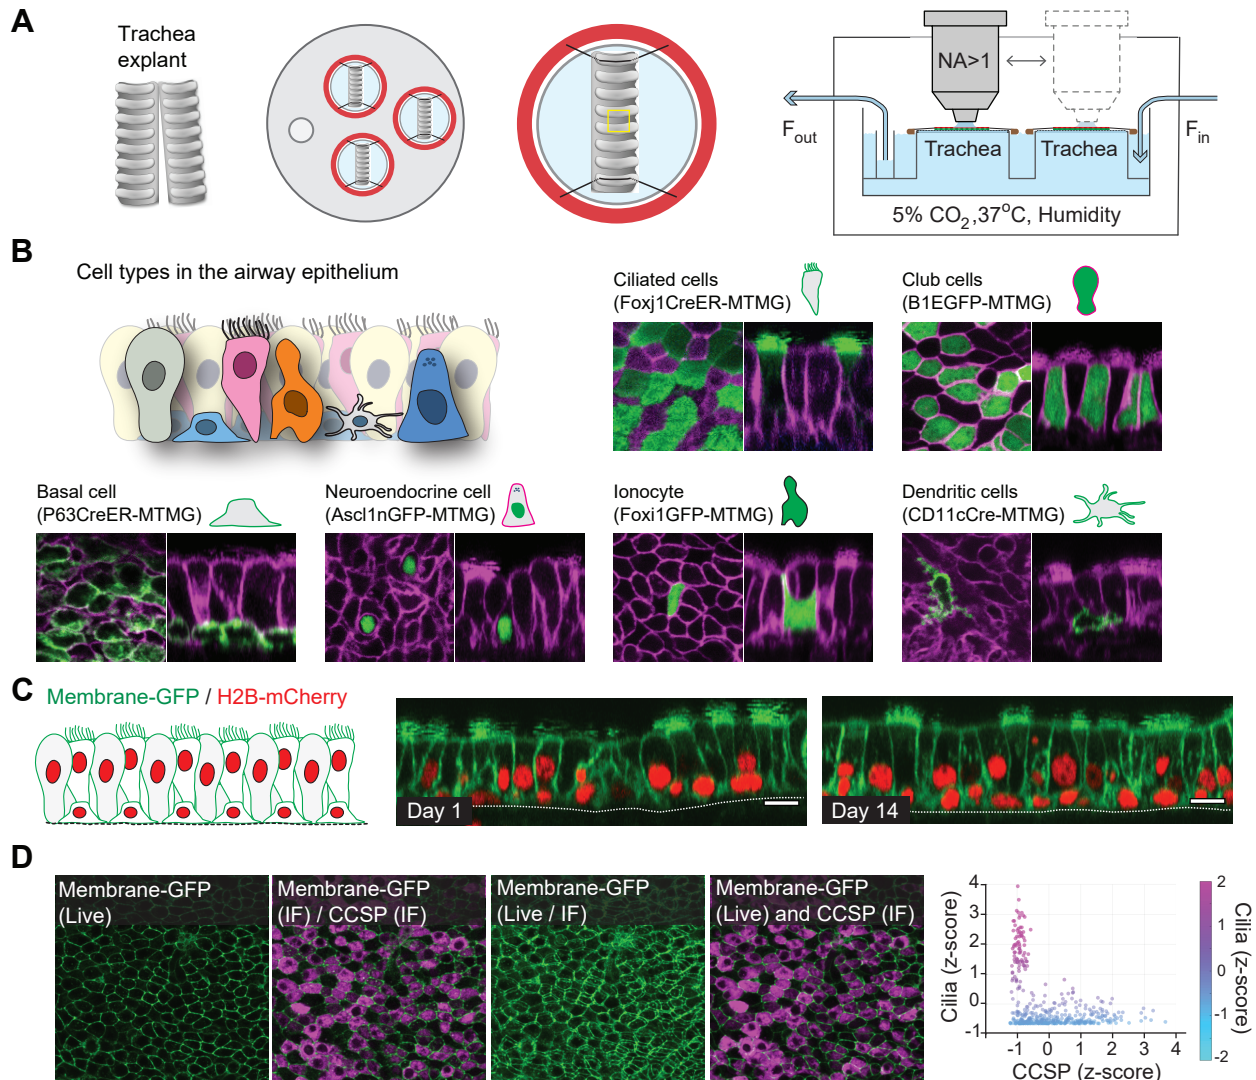 A
Trachea
explant
NA>1
F_out
F_in
Trachea
Trachea
5% CO2,37oC, Humidity
B
Cell types in the airway epithelium
Ciliated cells
(Foxj1CreER-MTMG)
Club cells
(B1EGFP-MTMG)
Basal cell
(P63CreER-MTMG)
Neuroendocrine cell
(Ascl1nGFP-MTMG)
Ionocyte
(Foxi1GFP-MTMG)
Dendritic cells
(CD11cCre-MTMG)
C
Membrane-GFP / H2B-mCherry
Day 1
Day 14
D
Membrane-GFP
(Live)
Membrane-GFP
(IF) / CCSP (IF)
Membrane-GFP
(Live / IF)
Membrane-GFP
(Live) and CCSP (IF)
Cilia (z-score)
4
3
2
1
0
-1
-1 0 1 2 3 4
CCSP (z-score)
2
1
0
-1
-2
Cilia (z-score)